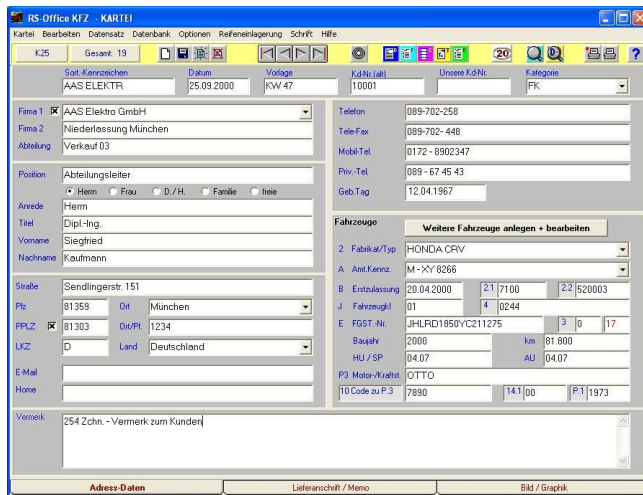 RS-Office KFZ - KARTEI
Kartei Bearbeiten Datensatz Datenbank Optionen Reifeneinlagerung Schrift Hilfe
K25 Gesamt: 19 20 ?
Sort.-Kennzeichen Datum Vorlage Kd-Nr.(alt) Unsere Kd-Nr. Kategorie
AAS ELEKTR 25.09.2000 KW 47 10001 FK
Firma 1 AAS Elektro GmbH
Firma 2 Niederlassung München
Abteilung Verkauf 03
Position Abteilungsleiter
Herrn Frau D./H. Familie freie
Anrede Herrn
Titel Dipl.-Ing.
Vorname Siegfried
Nachname Kaufmann
Straße Sendlingerstr. 151
Plz 81359 Ort München
PPLZ 81303 Ort/Pf. 1234
LKZ D Land Deutschland
E-Mail
Home
Telefon 089-702-258
Tele-Fax 089-702- 448
Mobil-Tel. 0172 - 8902347
Priv.-Tel 089 - 67 45 43
Geb.Tag 12.04.1967
Fahrzeuge Weitere Fahrzeuge anlegen + bearbeiten
2 Fabrikat/Typ HONDA CRV
A Amt.Kennz. M - XY 8266
B Erstzulassung 20.04.2000 2.1 7100 2.2 520003
J Fahrzeugkl 01 4 0244
E FGST.-Nr. JHLRD1850YC211275 3 0 17
Baujahr 2000 km 81.800
HU / SP 04.07 AU 04.07
P3 Motor-/Kraftst. OTTO
10 Code zu P.3 7890 14.1 00 P.1 1973
Vermerk 254 Zchn. - Vermerk zum Kunden
Adress-Daten Lieferanschrift / Memo Bild / Graphik